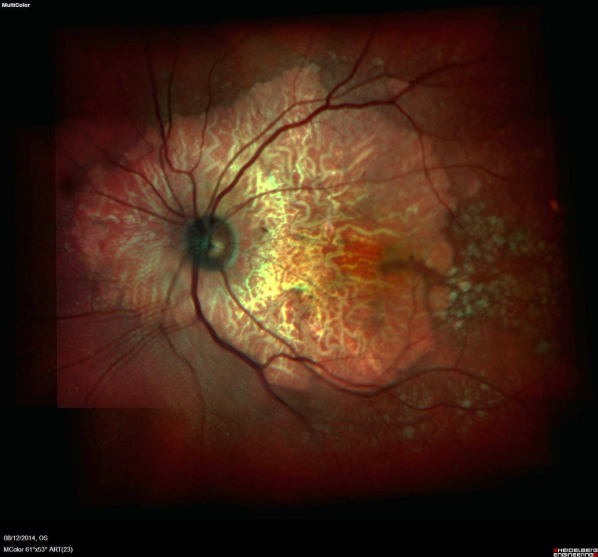 MultiColor
08/12/2014, OS
MColor 61°x53° ART(23)
HEIDELBERG
ENGINEERING